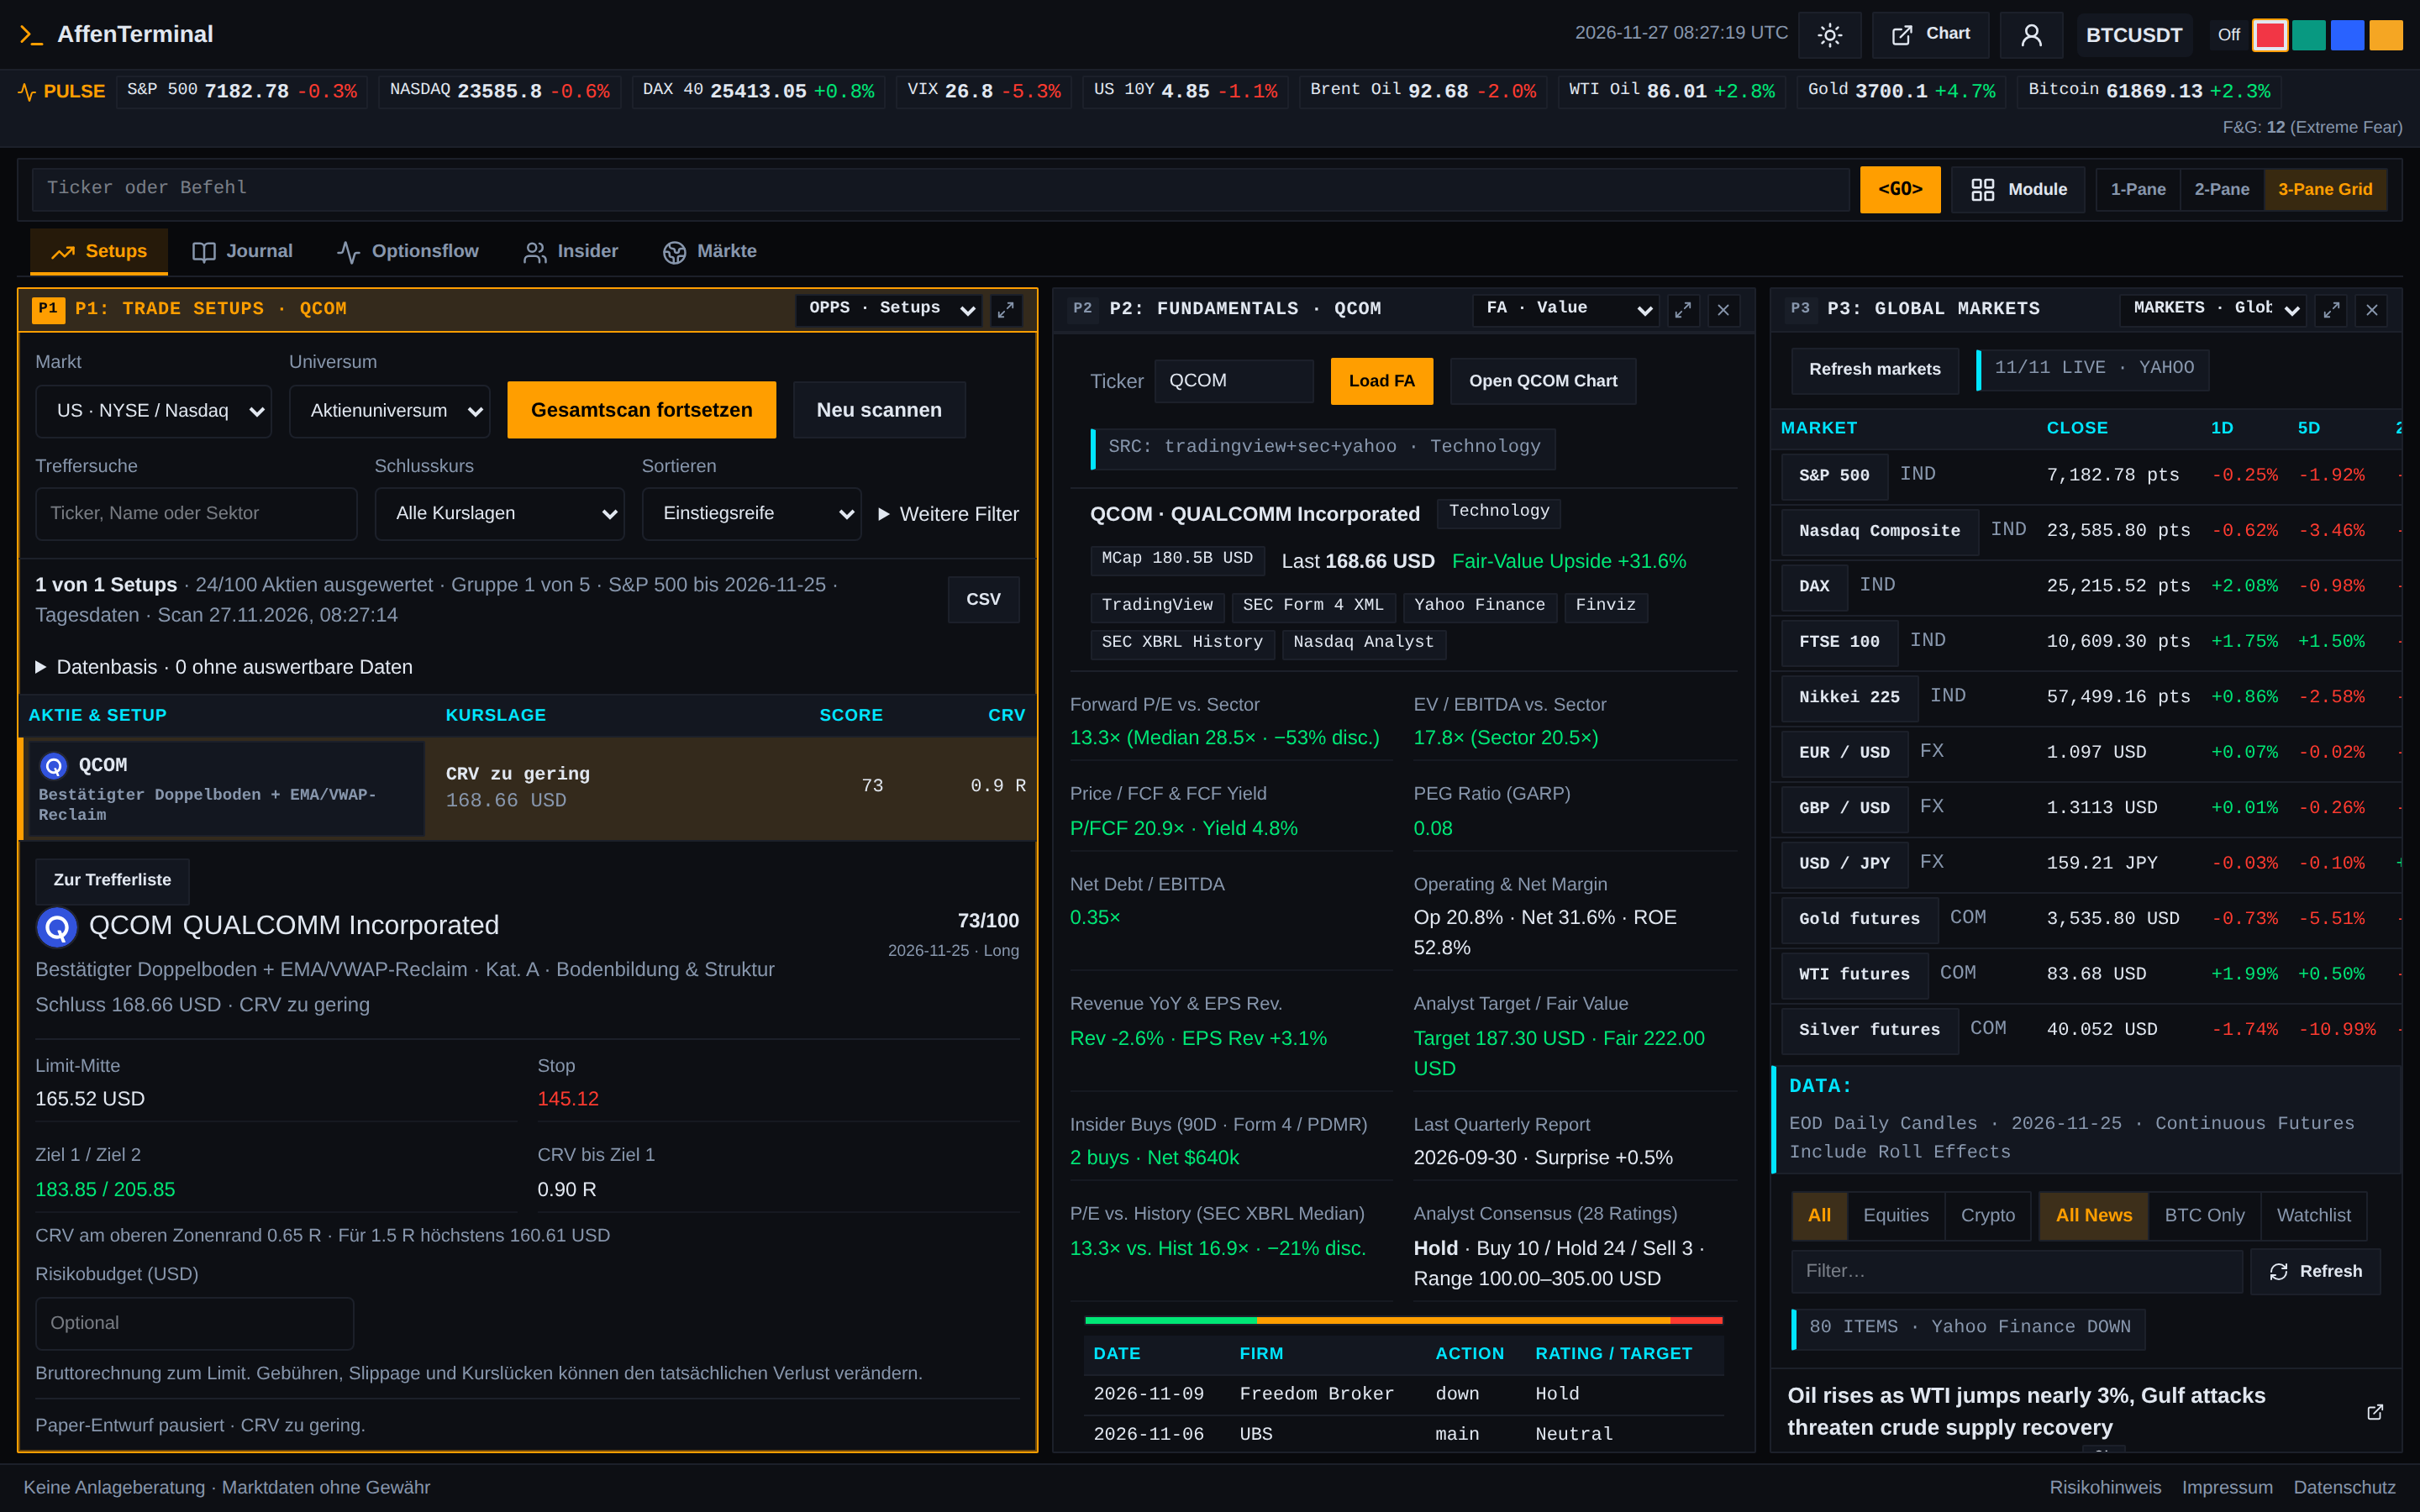 AffenTerminal
2026-11-27 08:27:19 UTC
Chart
BTCUSDT
Off
PULSE
S&P 500 7182.78 -0.3%
NASDAQ 23585.8 -0.6%
DAX 40 25413.05 +0.8%
VIX 26.8 -5.3%
US 10Y 4.85 -1.1%
Brent Oil 92.68 -2.0%
WTI Oil 86.01 +2.8%
Gold 3700.1 +4.7%
Bitcoin 61869.13 +2.3%
F&G: 12 (Extreme Fear)
Ticker oder Befehl
<GO>
Module
1-Pane 2-Pane 3-Pane Grid
Setups
Journal
Optionsflow
Insider
Märkte
P1 P1: TRADE SETUPS · QCOM
OPPS · Setups
Markt
Universum
US · NYSE / Nasdaq
Aktienuniversum
Gesamtscan fortsetzen
Neu scannen
Treffersuche
Schlusskurs
Sortieren
Ticker, Name oder Sektor
Alle Kurslagen
Einstiegsreife
Weitere Filter
1 von 1 Setups · 24/100 Aktien ausgewertet · Gruppe 1 von 5 · S&P 500 bis 2026-11-25 ·
Tagesdaten · Scan 27.11.2026, 08:27:14
CSV
Datenbasis · 0 ohne auswertbare Daten
AKTIE & SETUP KURSLAGE SCORE CRV
QCOM
Bestätigter Doppelboden + EMA/VWAP-
Reclaim
CRV zu gering
168.66 USD
73
0.9 R
Zur Trefferliste
QCOM QUALCOMM Incorporated
73/100
2026-11-25 · Long
Bestätigter Doppelboden + EMA/VWAP-Reclaim · Kat. A · Bodenbildung & Struktur
Schluss 168.66 USD · CRV zu gering
Limit-Mitte
165.52 USD
Stop
145.12
Ziel 1 / Ziel 2
183.85 / 205.85
CRV bis Ziel 1
0.90 R
CRV am oberen Zonenrand 0.65 R · Für 1.5 R höchstens 160.61 USD
Risikobudget (USD)
Optional
Bruttorechnung zum Limit. Gebühren, Slippage und Kurslücken können den tatsächlichen Verlust verändern.
Paper-Entwurf pausiert · CRV zu gering.
P2 P2: FUNDAMENTALS · QCOM
FA · Value
Ticker
QCOM
Load FA
Open QCOM Chart
SRC: tradingview+sec+yahoo · Technology
QCOM · QUALCOMM Incorporated
Technology
MCap 180.5B USD
Last 168.66 USD
Fair-Value Upside +31.6%
TradingView
SEC Form 4 XML
Yahoo Finance
Finviz
SEC XBRL History
Nasdaq Analyst
Forward P/E vs. Sector
13.3× (Median 28.5× · −53% disc.)
EV / EBITDA vs. Sector
17.8× (Sector 20.5×)
Price / FCF & FCF Yield
P/FCF 20.9× · Yield 4.8%
PEG Ratio (GARP)
0.08
Net Debt / EBITDA
0.35×
Operating & Net Margin
Op 20.8% · Net 31.6% · ROE
52.8%
Revenue YoY & EPS Rev.
Rev -2.6% · EPS Rev +3.1%
Analyst Target / Fair Value
Target 187.30 USD · Fair 222.00
USD
Insider Buys (90D · Form 4 / PDMR)
2 buys · Net $640k
Last Quarterly Report
2026-09-30 · Surprise +0.5%
P/E vs. History (SEC XBRL Median)
13.3× vs. Hist 16.9× · −21% disc.
Analyst Consensus (28 Ratings)
Hold · Buy 10 / Hold 24 / Sell 3 ·
Range 100.00–305.00 USD
DATE FIRM ACTION RATING / TARGET
2026-11-09 Freedom Broker down Hold
2026-11-06 UBS main Neutral
P3 P3: GLOBAL MARKETS
MARKETS · Glob
Refresh markets
11/11 LIVE · YAHOO
MARKET CLOSE 1D 5D
S&P 500 IND 7,182.78 pts -0.25% -1.92%
Nasdaq Composite IND 23,585.80 pts -0.62% -3.46%
DAX IND 25,215.52 pts +2.08% -0.98%
FTSE 100 IND 10,609.30 pts +1.75% +1.50%
Nikkei 225 IND 57,499.16 pts +0.86% -2.58%
EUR / USD FX 1.097 USD +0.07% -0.02%
GBP / USD FX 1.3113 USD +0.01% -0.26%
USD / JPY FX 159.21 JPY -0.03% -0.10%
Gold futures COM 3,535.80 USD -0.73% -5.51%
WTI futures COM 83.68 USD +1.99% +0.50%
Silver futures COM 40.052 USD -1.74% -10.99%
DATA:
EOD Daily Candles · 2026-11-25 · Continuous Futures
Include Roll Effects
All Equities Crypto
All News BTC Only Watchlist
Filter…
Refresh
80 ITEMS · Yahoo Finance DOWN
Oil rises as WTI jumps nearly 3%, Gulf attacks
threaten crude supply recovery
Keine Anlageberatung · Marktdaten ohne Gewähr
Risikohinweis Impressum Datenschutz